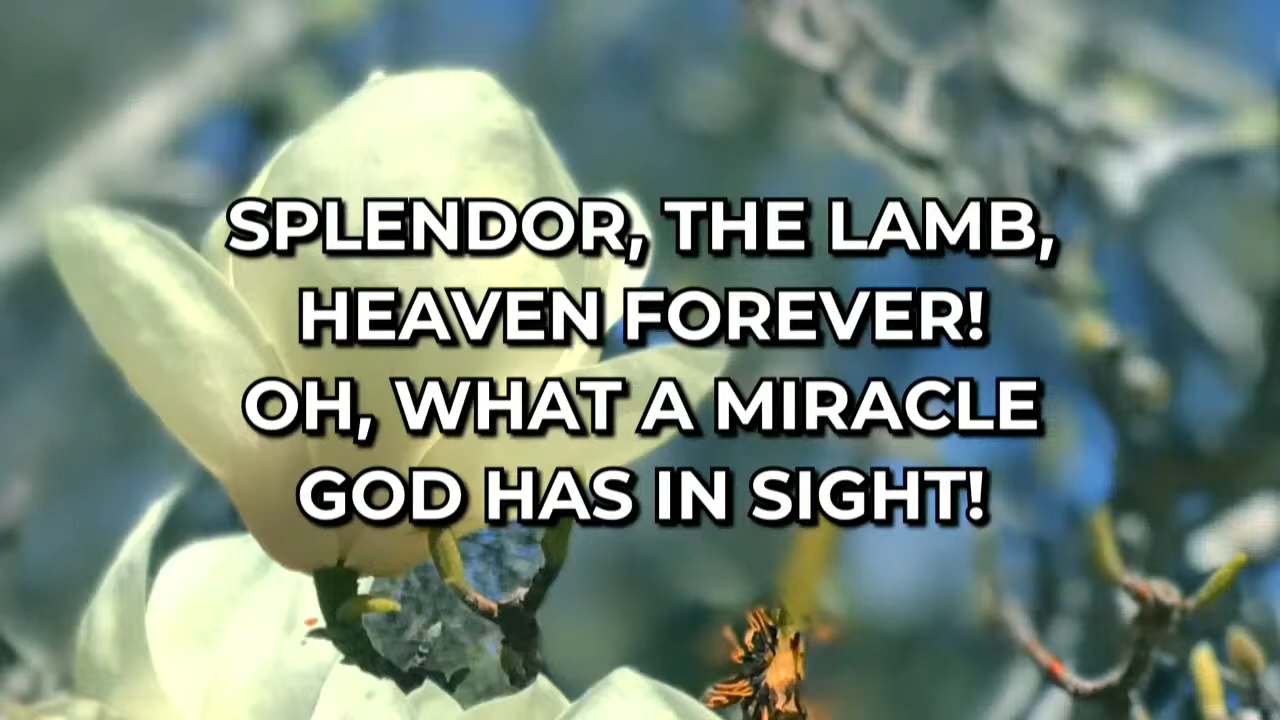 SPLENDOR, THE LAMB,
HEAVEN FOREVER!
OH, WHAT A MIRACLE
GOD HAS IN SIGHT!